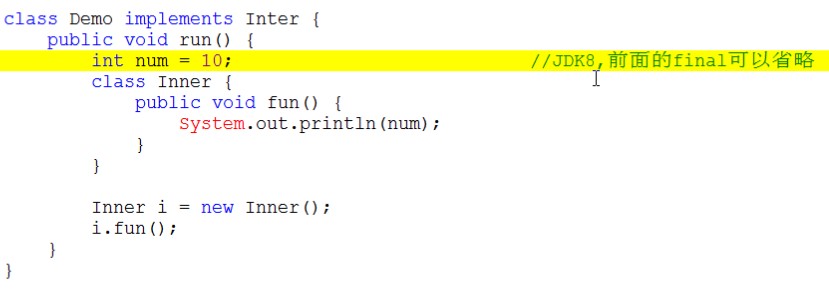 class Demo implements Inter {
    public void run() {
        int num = 10;                           //JDK8,前面的final可以省略
        class Inner {
            public void fun() {
                System.out.println(num);
            }
        }

        Inner i = new Inner();
        i.fun();
    }
}